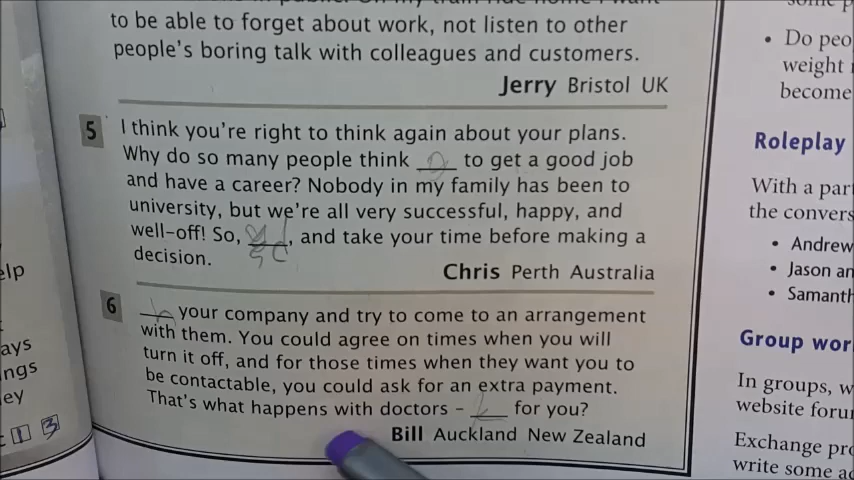 to be able to forget about work, not listen to other
people's boring talk with colleagues and customers.
Jerry Bristol UK
5
I think you're right to think again about your plans.
Why do so many people think ___ to get a good job
and have a career? Nobody in my family has been to
university, but we're all very successful, happy, and
well-off! So, ___, and take your time before making a
decision.
Chris Perth Australia
6
___ your company and try to come to an arrangement
with them. You could agree on times when you will
turn it off, and for those times when they want you to
be contactable, you could ask for an extra payment.
That's what happens with doctors – ___ for you?
Bill Auckland New Zealand
elp
ays
ngs
ey
• Do peo
weight
become
Roleplay
With a par
the convers
• Andrew
• Jason an
• Samanth
Group wor
In groups, w
website foru
Exchange pro
write some a